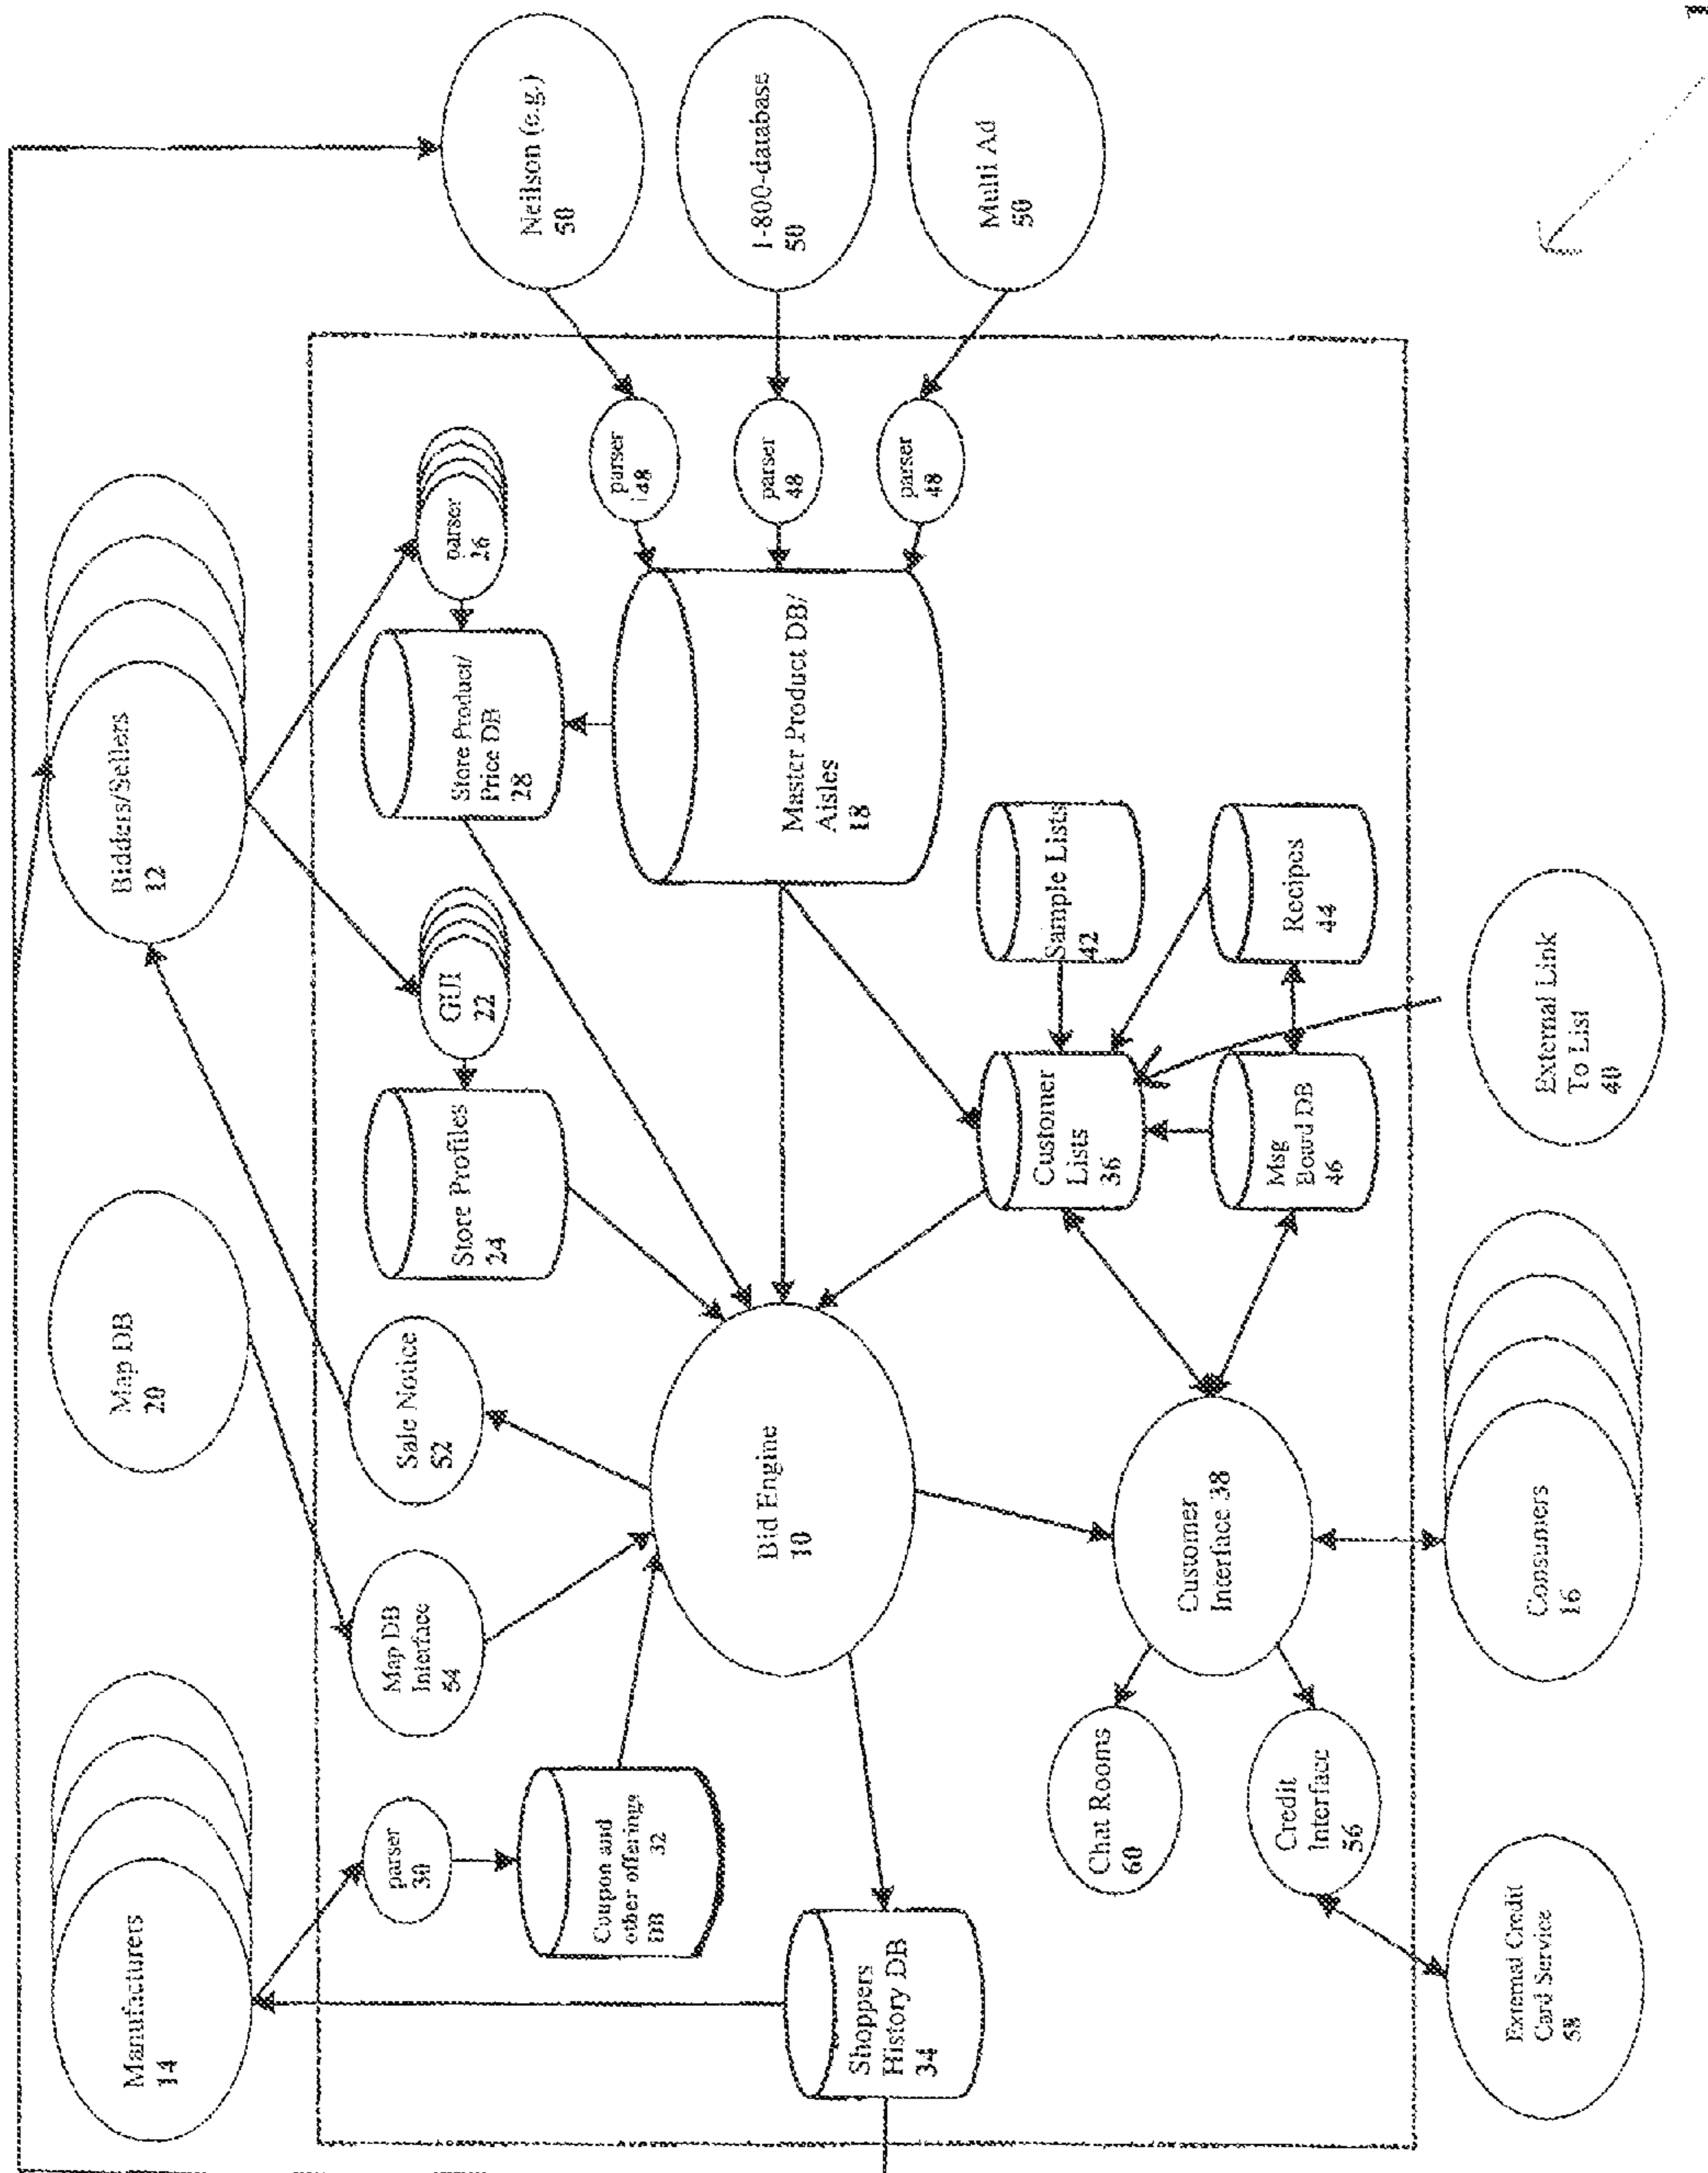 Manufacturers
14
Map DB
20
Bidders/Sellers
12
parser
30
Map DB
Interface
54
Sale Notice
52
Store Profiles
24
GUI
22
Store Product/
Price DB
28
parser
26
Neilson (e.g.)
50
Coupon and
other offerings
DB 32
parser
48
Bid Engine
10
Master Product DB/
Aisles
18
parser
48
1-800-database
50
Shoppers
History DB
34
parser
48
Multi Ad
50
Customer
Lists
36
Sample Lists
42
Chat Rooms
60
Customer
Interface 38
Msg
Board DB
46
Recipes
44
Credit
Interface
56
External Credit
Card Service
58
Consumers
16
External Link
To List
40